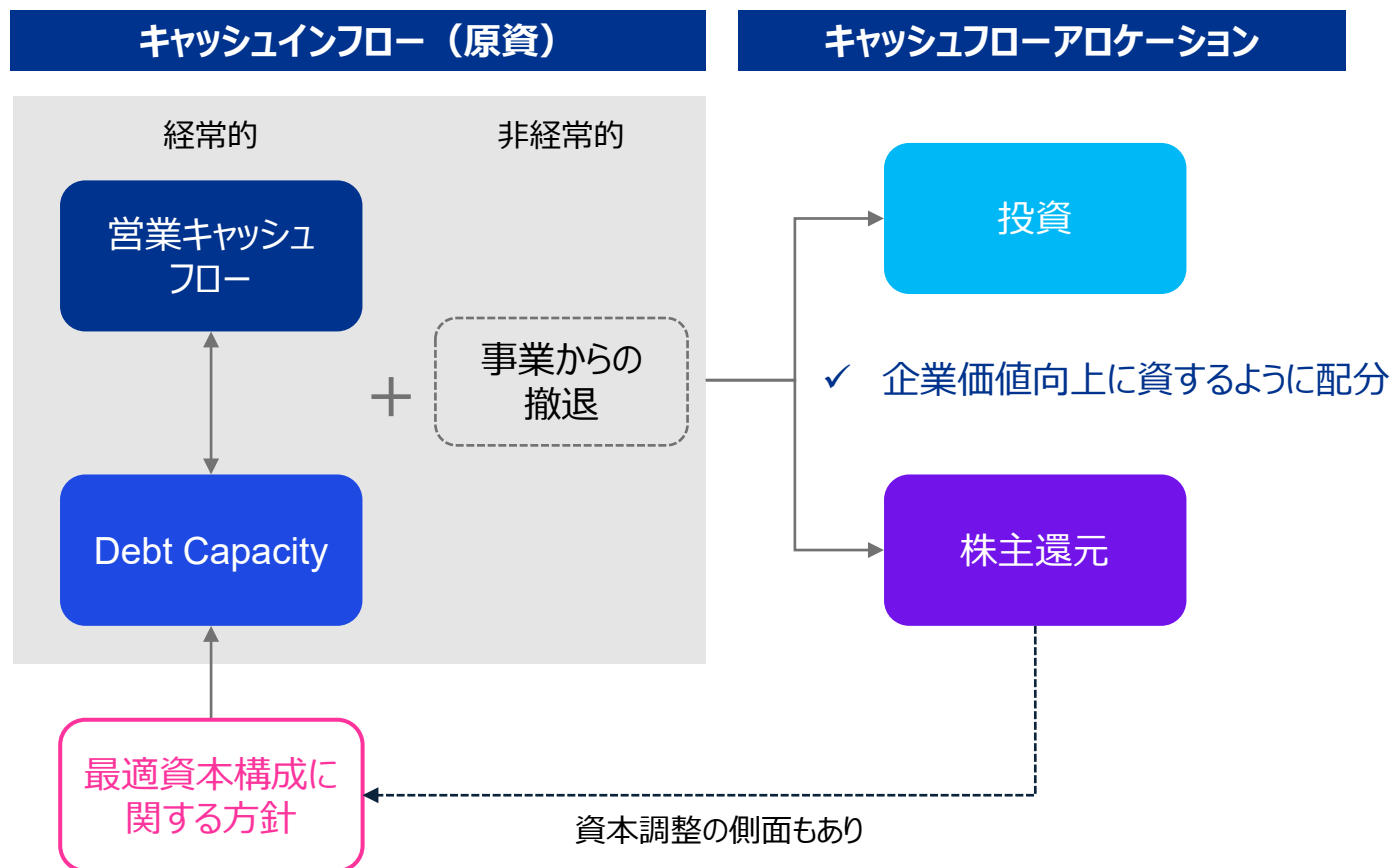 キャッシュインフロー（原資）
キャッシュフローアロケーション
経常的
非経常的
営業キャッシュ
フロー
＋
事業からの
撤退
Debt Capacity
投資
✓ 企業価値向上に資するように配分
株主還元
最適資本構成に
関する方針
資本調整の側面もあり